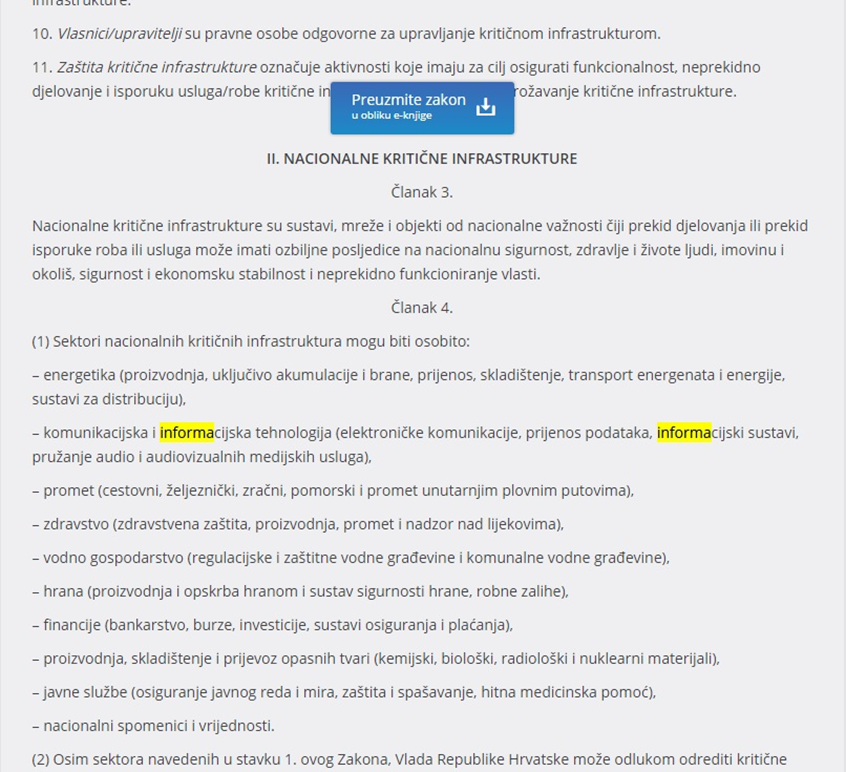 infrastrukture.
10. Vlasnici/upravitelji su pravne osobe odgovorne za upravljanje kritičnom infrastrukturom.
11. Zaštita kritične infrastrukture označuje aktivnosti koje imaju za cilj osigurati funkcionalnost, neprekidno
djelovanje i isporuku usluga/robe kritične in
rožavanje kritične infrastrukture.
Preuzmite zakon
u obliku e-knjige
II. NACIONALNE KRITIČNE INFRASTRUKTURE
Članak 3.
Nacionalne kritične infrastrukture su sustavi, mreže i objekti od nacionalne važnosti čiji prekid djelovanja ili prekid
isporuke roba ili usluga može imati ozbiljne posljedice na nacionalnu sigurnost, zdravlje i živote ljudi, imovinu i
okoliš, sigurnost i ekonomsku stabilnost i neprekidno funkcioniranje vlasti.
Članak 4.
(1) Sektori nacionalnih kritičnih infrastruktura mogu biti osobito:
– energetika (proizvodnja, uključivo akumulacije i brane, prijenos, skladištenje, transport energenata i energije,
sustavi za distribuciju),
– komunikacijska i informacijska tehnologija (elektroničke komunikacije, prijenos podataka, informacijski sustavi,
pružanje audio i audiovizualnih medijskih usluga),
– promet (cestovni, željeznički, zračni, pomorski i promet unutarnjim plovnim putovima),
– zdravstvo (zdravstvena zaštita, proizvodnja, promet i nadzor nad lijekovima),
– vodno gospodarstvo (regulacijske i zaštitne vodne građevine i komunalne vodne građevine),
– hrana (proizvodnja i opskrba hranom i sustav sigurnosti hrane, robne zalihe),
– financije (bankarstvo, burze, investicije, sustavi osiguranja i plaćanja),
– proizvodnja, skladištenje i prijevoz opasnih tvari (kemijski, biološki, radiološki i nuklearni materijali),
– javne službe (osiguranje javnog reda i mira, zaštita i spašavanje, hitna medicinska pomoć),
– nacionalni spomenici i vrijednosti.
(2) Osim sektora navedenih u stavku 1. ovog Zakona, Vlada Republike Hrvatske može odlukom odrediti kritične